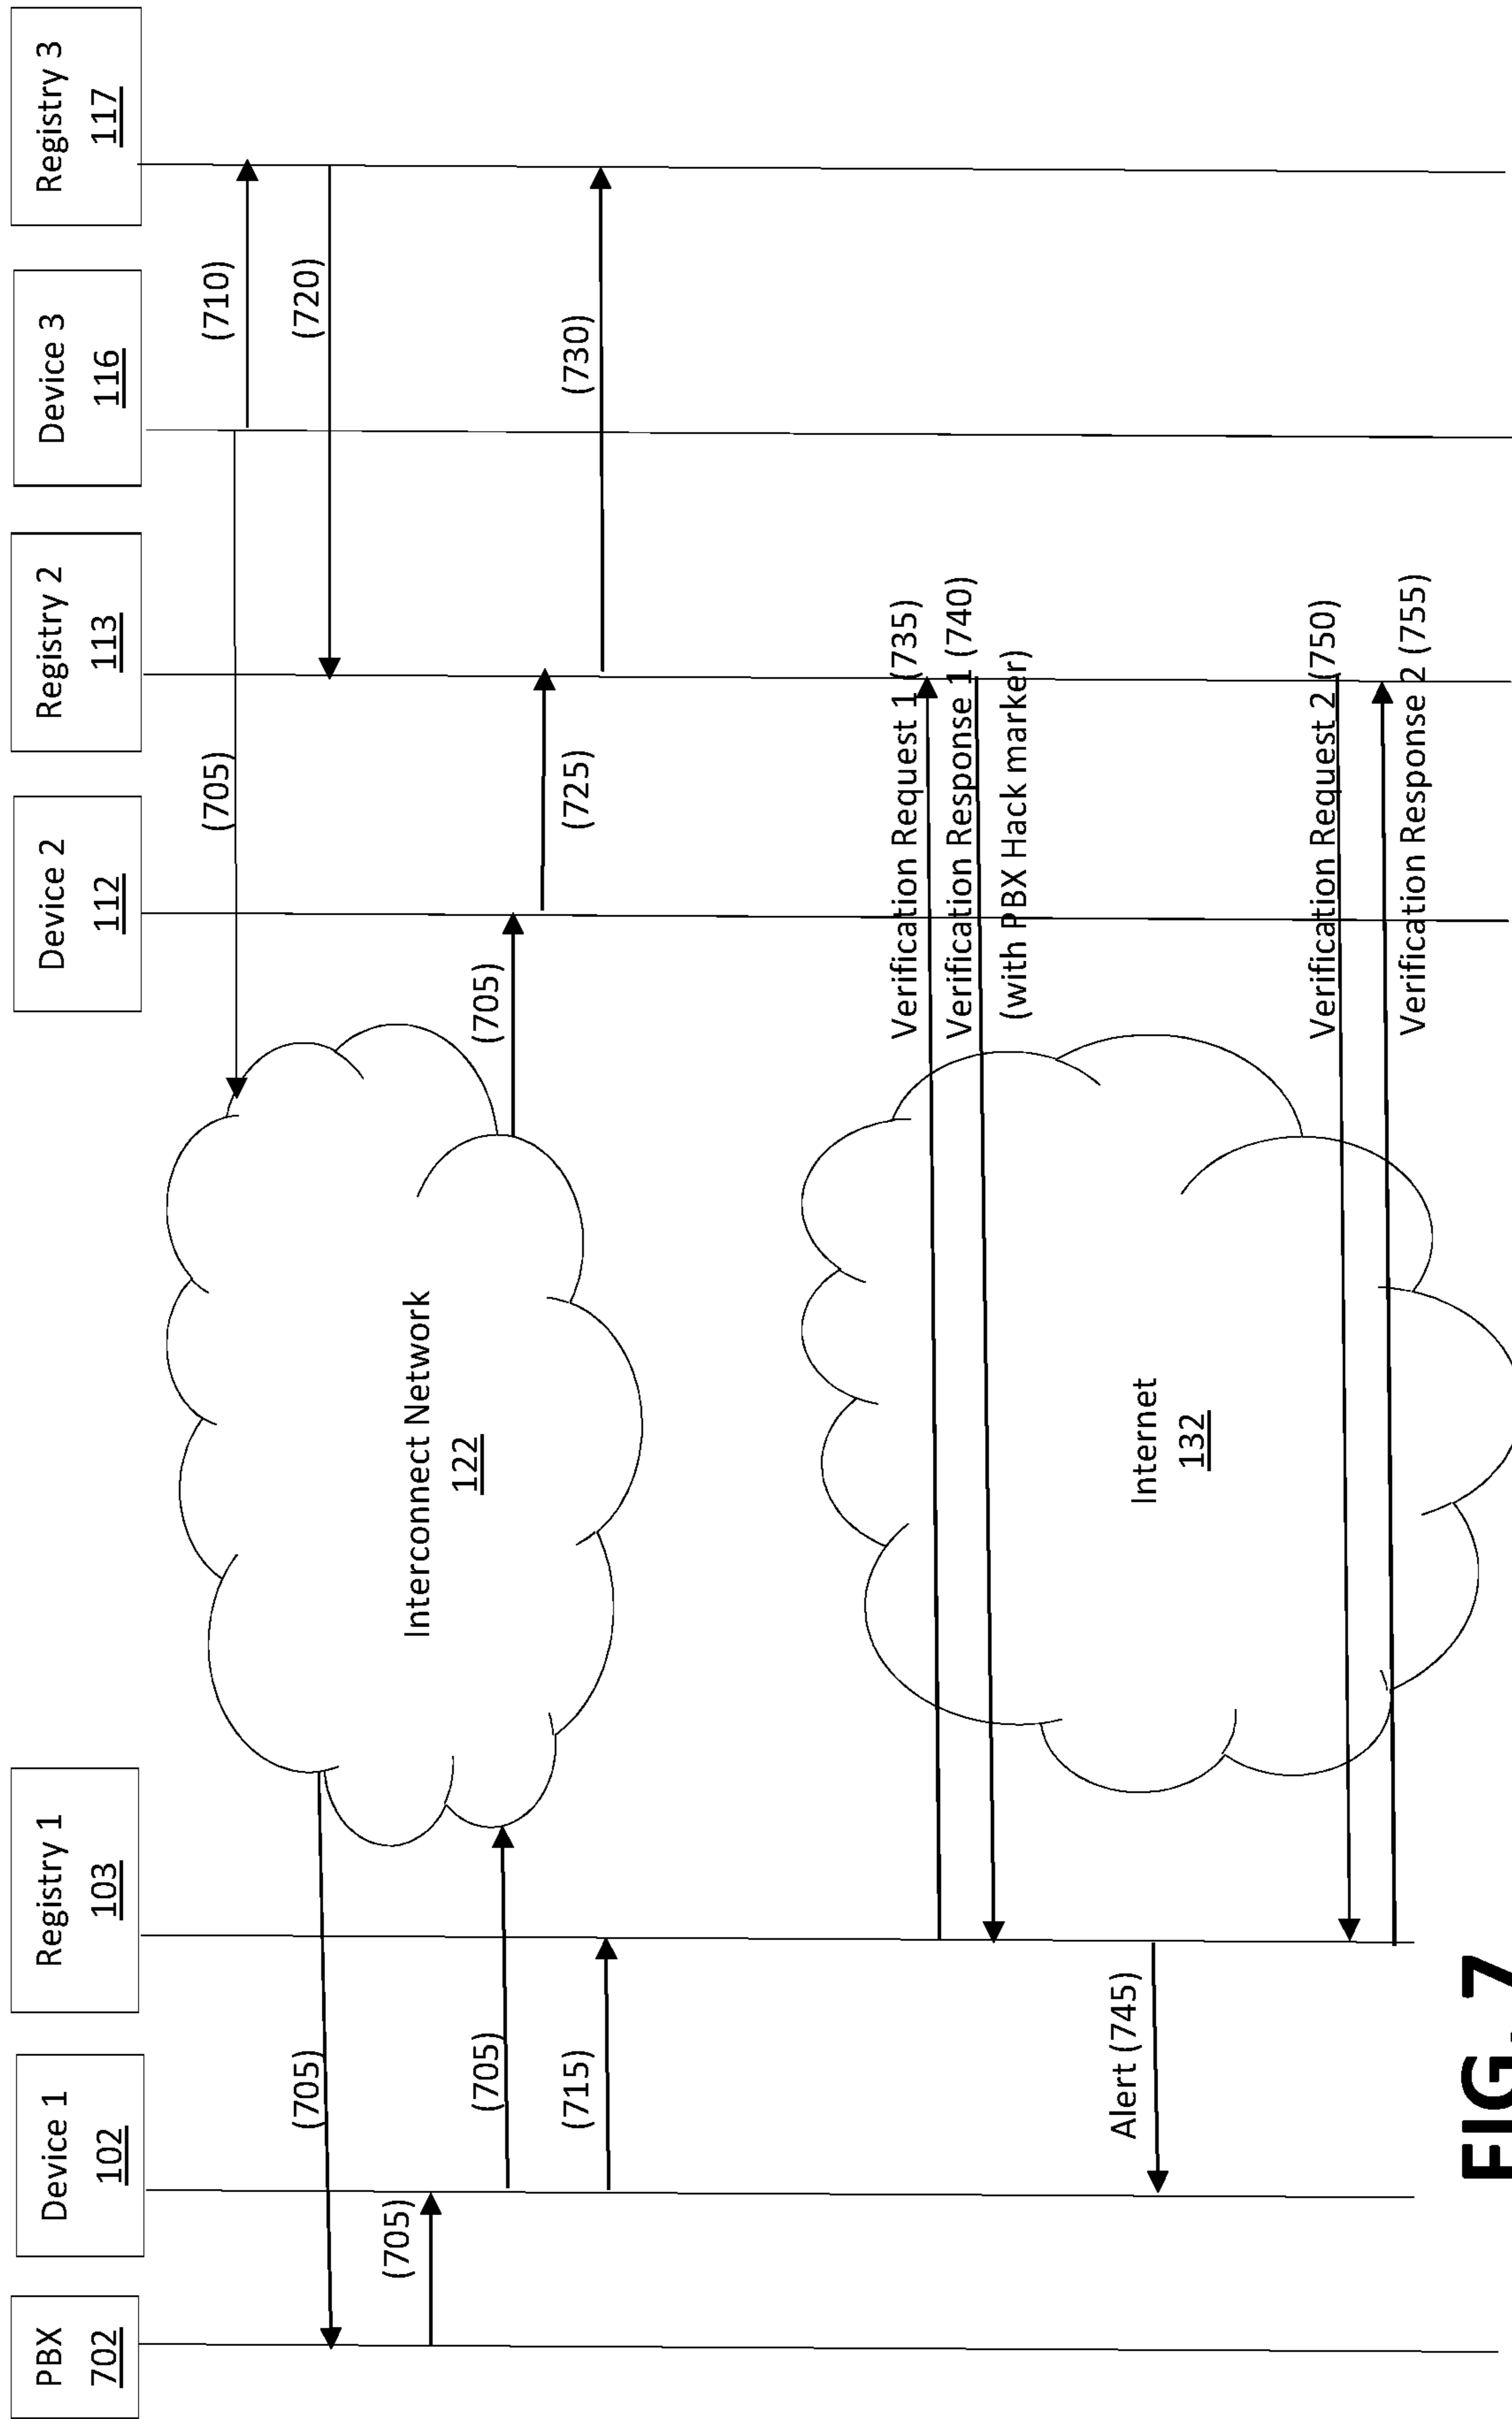 PBX
702
Device 1
102
Registry 1
103
Device 2
112
Registry 2
113
Device 3
116
Registry 3
117
(705)
(710)
(705)
(720)
(705)
Interconnect Network
122
(705)
(705)
(715)
(725)
(730)
Verification Request 1 (735)
Verification Response 1 (740)
(with PBX Hack marker)
Internet
132
Alert (745)
Verification Request 2 (750)
Verification Response 2 (755)
FIG. 7